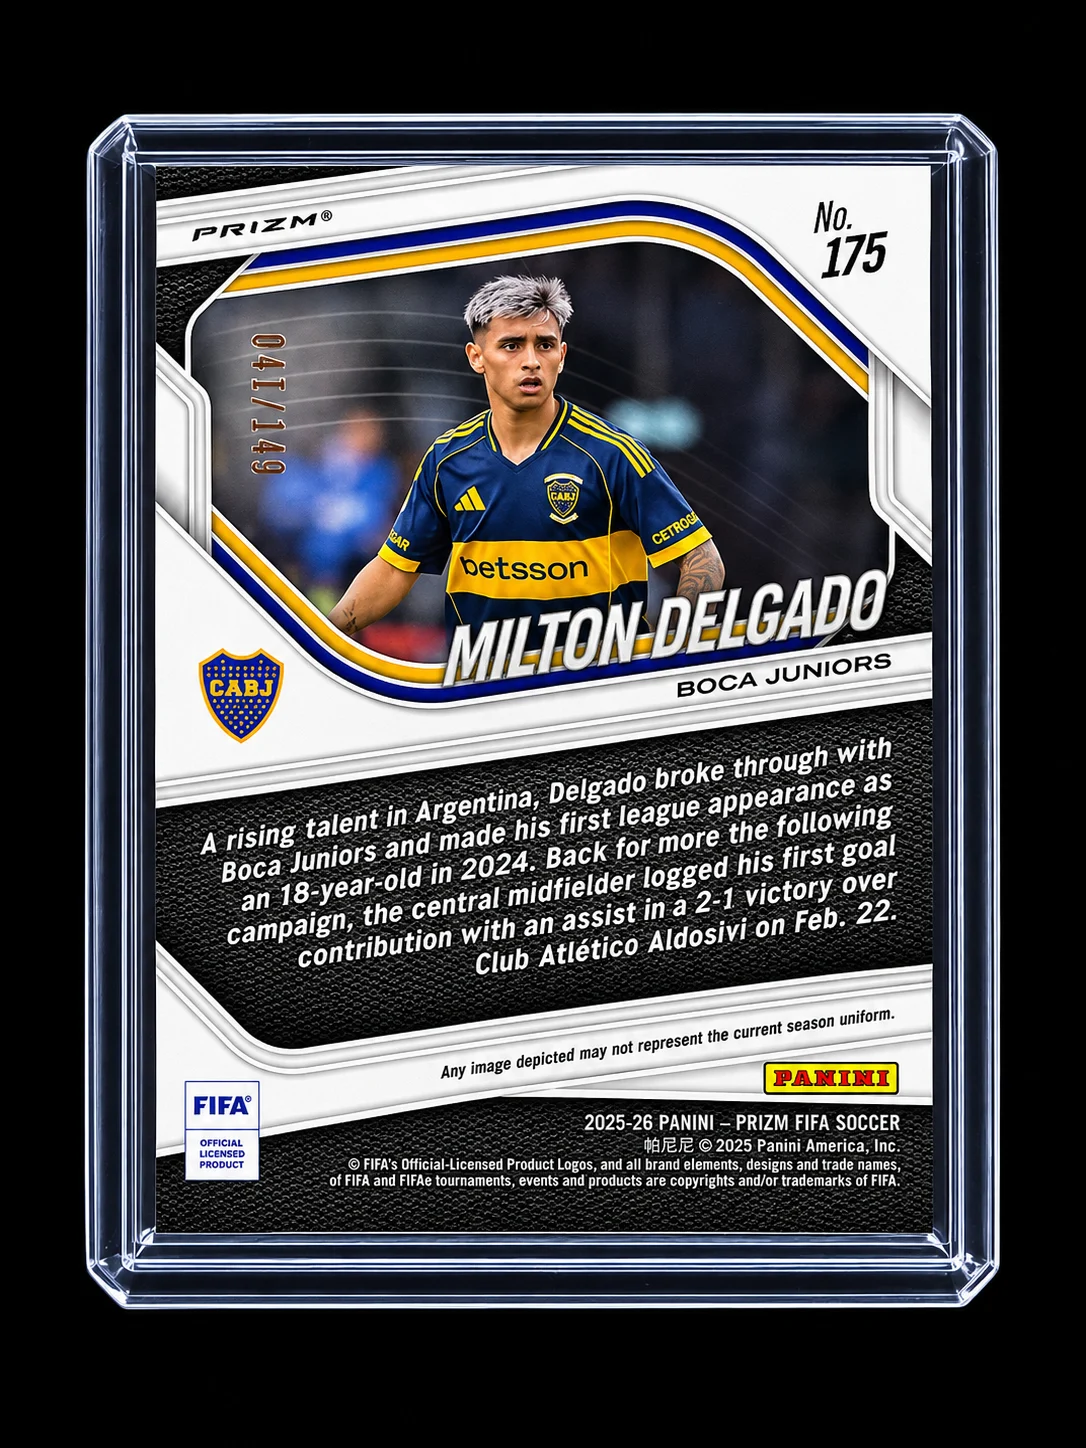 PRIZM®
No.
175
041/149
CABJ
GAR
CETROGAR
betsson
MILTON DELGADO
BOCA JUNIORS
CABJ
A rising talent in Argentina, Delgado broke through with
Boca Juniors and made his first league appearance as
an 18-year-old in 2024. Back for more the following
campaign, the central midfielder logged his first goal
contribution with an assist in a 2-1 victory over
Club Atlético Aldosivi on Feb. 22.
Any image depicted may not represent the current season uniform.
PANINI
FIFA®
OFFICIAL
LICENSED
PRODUCT
2025-26 PANINI – PRIZM FIFA SOCCER
帕尼尼 © 2025 Panini America, Inc.
© FIFA's Official-Licensed Product Logos, and all brand elements, designs and trade names,
of FIFA and FIFAe tournaments, events and products are copyrights and/or trademarks of FIFA.